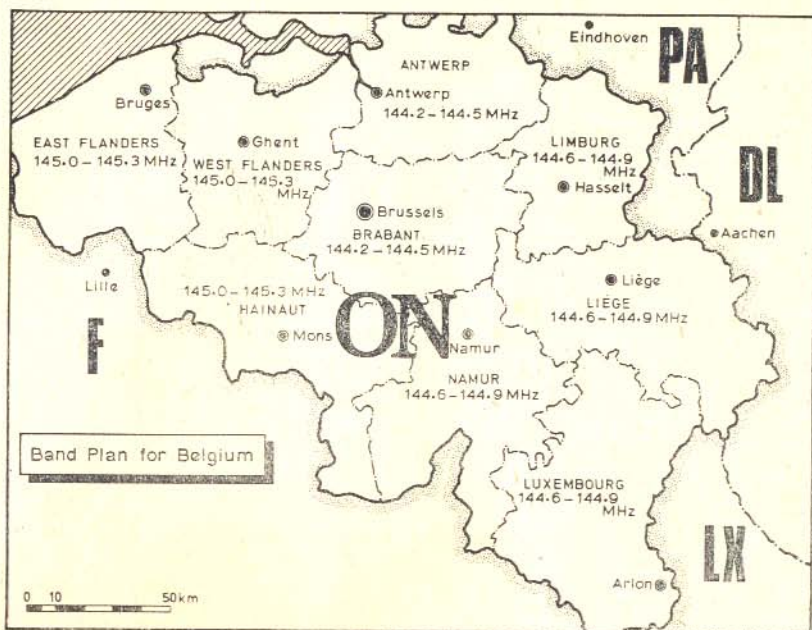 Eindhoven
PA
ANTWERP
Antwerp
144.2-144.5 MHz
Bruges
EAST FLANDERS
145.0-145.3 MHz
Ghent
WEST FLANDERS
145.0-145.3
MHz
LIMBURG
144.6-144.9
MHz
Hasselt
DL
Aachen
Brussels
BRABANT
144.2-144.5 MHz
Lille
F
145.0-145.3 MHz
HAINAUT
Mons
ON
Liège
LIÈGE
144.6-144.9 MHz
Namur
NAMUR
144.6-144.9 MHz
Band Plan for Belgium
LUXEMBOURG
144.6-144.9
MHz
LX
Arlon
0 10 50 km